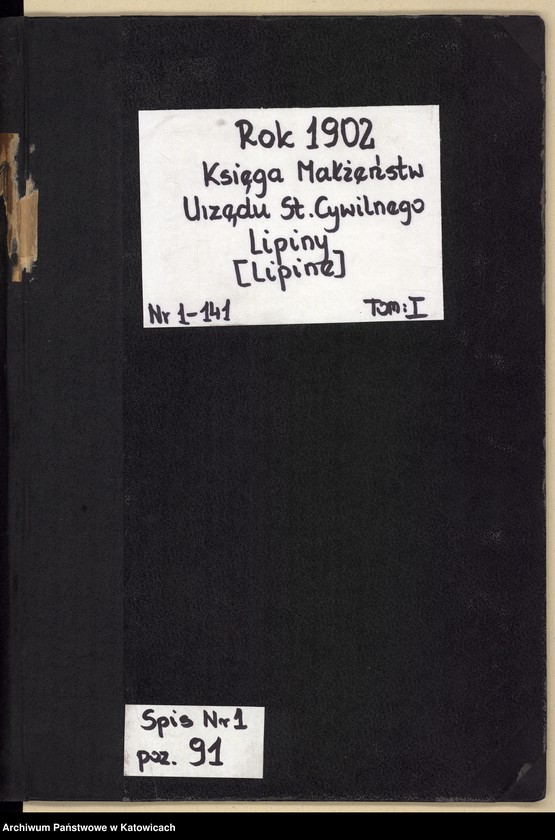 Rok 1902
Księga Małżeństw
Urzędu St. Cywilnego
Lipiny
[Lipine]
Nr 1-141 Tom: I
Spis Nr 1
poz. 91
Archiwum Państwowe w Katowicach